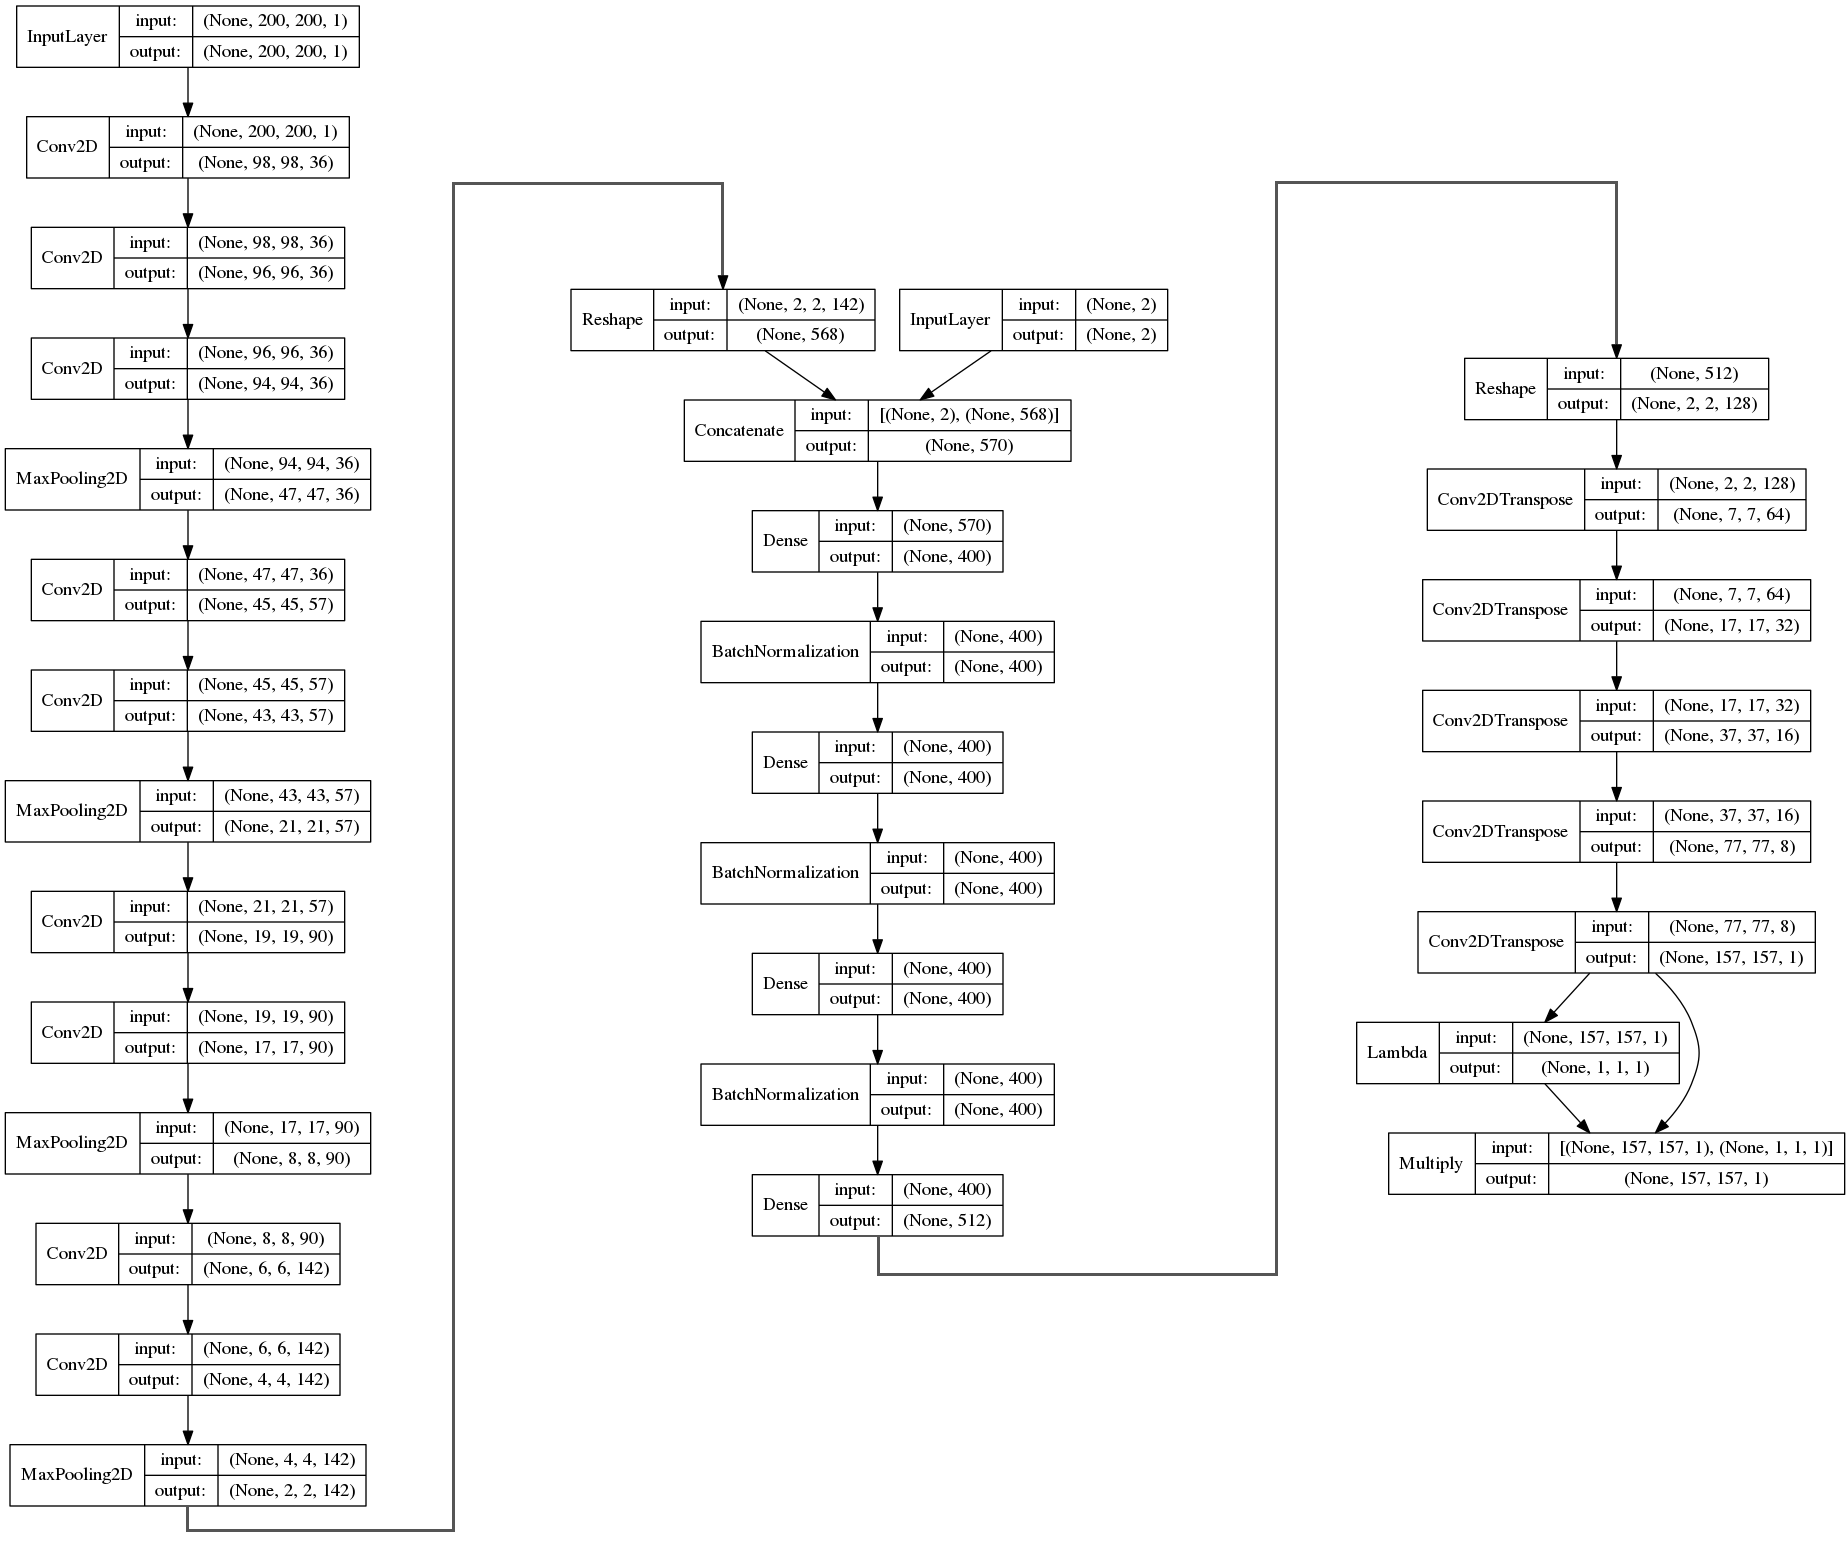 InputLayer
input: (None, 200, 200, 1)
output: (None, 200, 200, 1)
Conv2D
input: (None, 200, 200, 1)
output: (None, 98, 98, 36)
Conv2D
input: (None, 98, 98, 36)
output: (None, 96, 96, 36)
Conv2D
input: (None, 96, 96, 36)
output: (None, 94, 94, 36)
MaxPooling2D
input: (None, 94, 94, 36)
output: (None, 47, 47, 36)
Conv2D
input: (None, 47, 47, 36)
output: (None, 45, 45, 57)
Conv2D
input: (None, 45, 45, 57)
output: (None, 43, 43, 57)
MaxPooling2D
input: (None, 43, 43, 57)
output: (None, 21, 21, 57)
Conv2D
input: (None, 21, 21, 57)
output: (None, 19, 19, 90)
Conv2D
input: (None, 19, 19, 90)
output: (None, 17, 17, 90)
MaxPooling2D
input: (None, 17, 17, 90)
output: (None, 8, 8, 90)
Conv2D
input: (None, 8, 8, 90)
output: (None, 6, 6, 142)
Conv2D
input: (None, 6, 6, 142)
output: (None, 4, 4, 142)
MaxPooling2D
input: (None, 4, 4, 142)
output: (None, 2, 2, 142)
Reshape
input: (None, 2, 2, 142)
output: (None, 568)
InputLayer
input: (None, 2)
output: (None, 2)
Concatenate
input: [(None, 2), (None, 568)]
output: (None, 570)
Dense
input: (None, 570)
output: (None, 400)
BatchNormalization
input: (None, 400)
output: (None, 400)
Dense
input: (None, 400)
output: (None, 400)
BatchNormalization
input: (None, 400)
output: (None, 400)
Dense
input: (None, 400)
output: (None, 400)
BatchNormalization
input: (None, 400)
output: (None, 400)
Dense
input: (None, 400)
output: (None, 512)
Reshape
input: (None, 512)
output: (None, 2, 2, 128)
Conv2DTranspose
input: (None, 2, 2, 128)
output: (None, 7, 7, 64)
Conv2DTranspose
input: (None, 7, 7, 64)
output: (None, 17, 17, 32)
Conv2DTranspose
input: (None, 17, 17, 32)
output: (None, 37, 37, 16)
Conv2DTranspose
input: (None, 37, 37, 16)
output: (None, 77, 77, 8)
Conv2DTranspose
input: (None, 77, 77, 8)
output: (None, 157, 157, 1)
Lambda
input: (None, 157, 157, 1)
output: (None, 1, 1, 1)
Multiply
input: [(None, 157, 157, 1), (None, 1, 1, 1)]
output: (None, 157, 157, 1)